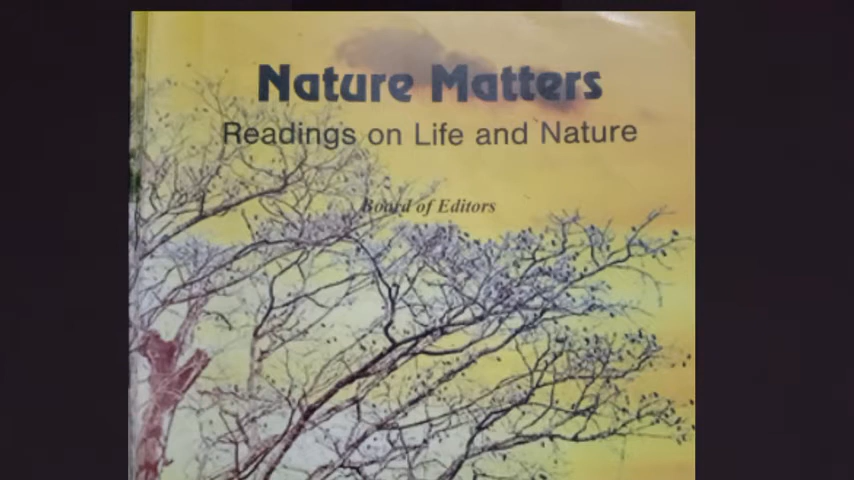 Nature Matters
Readings on Life and Nature
Board of Editors